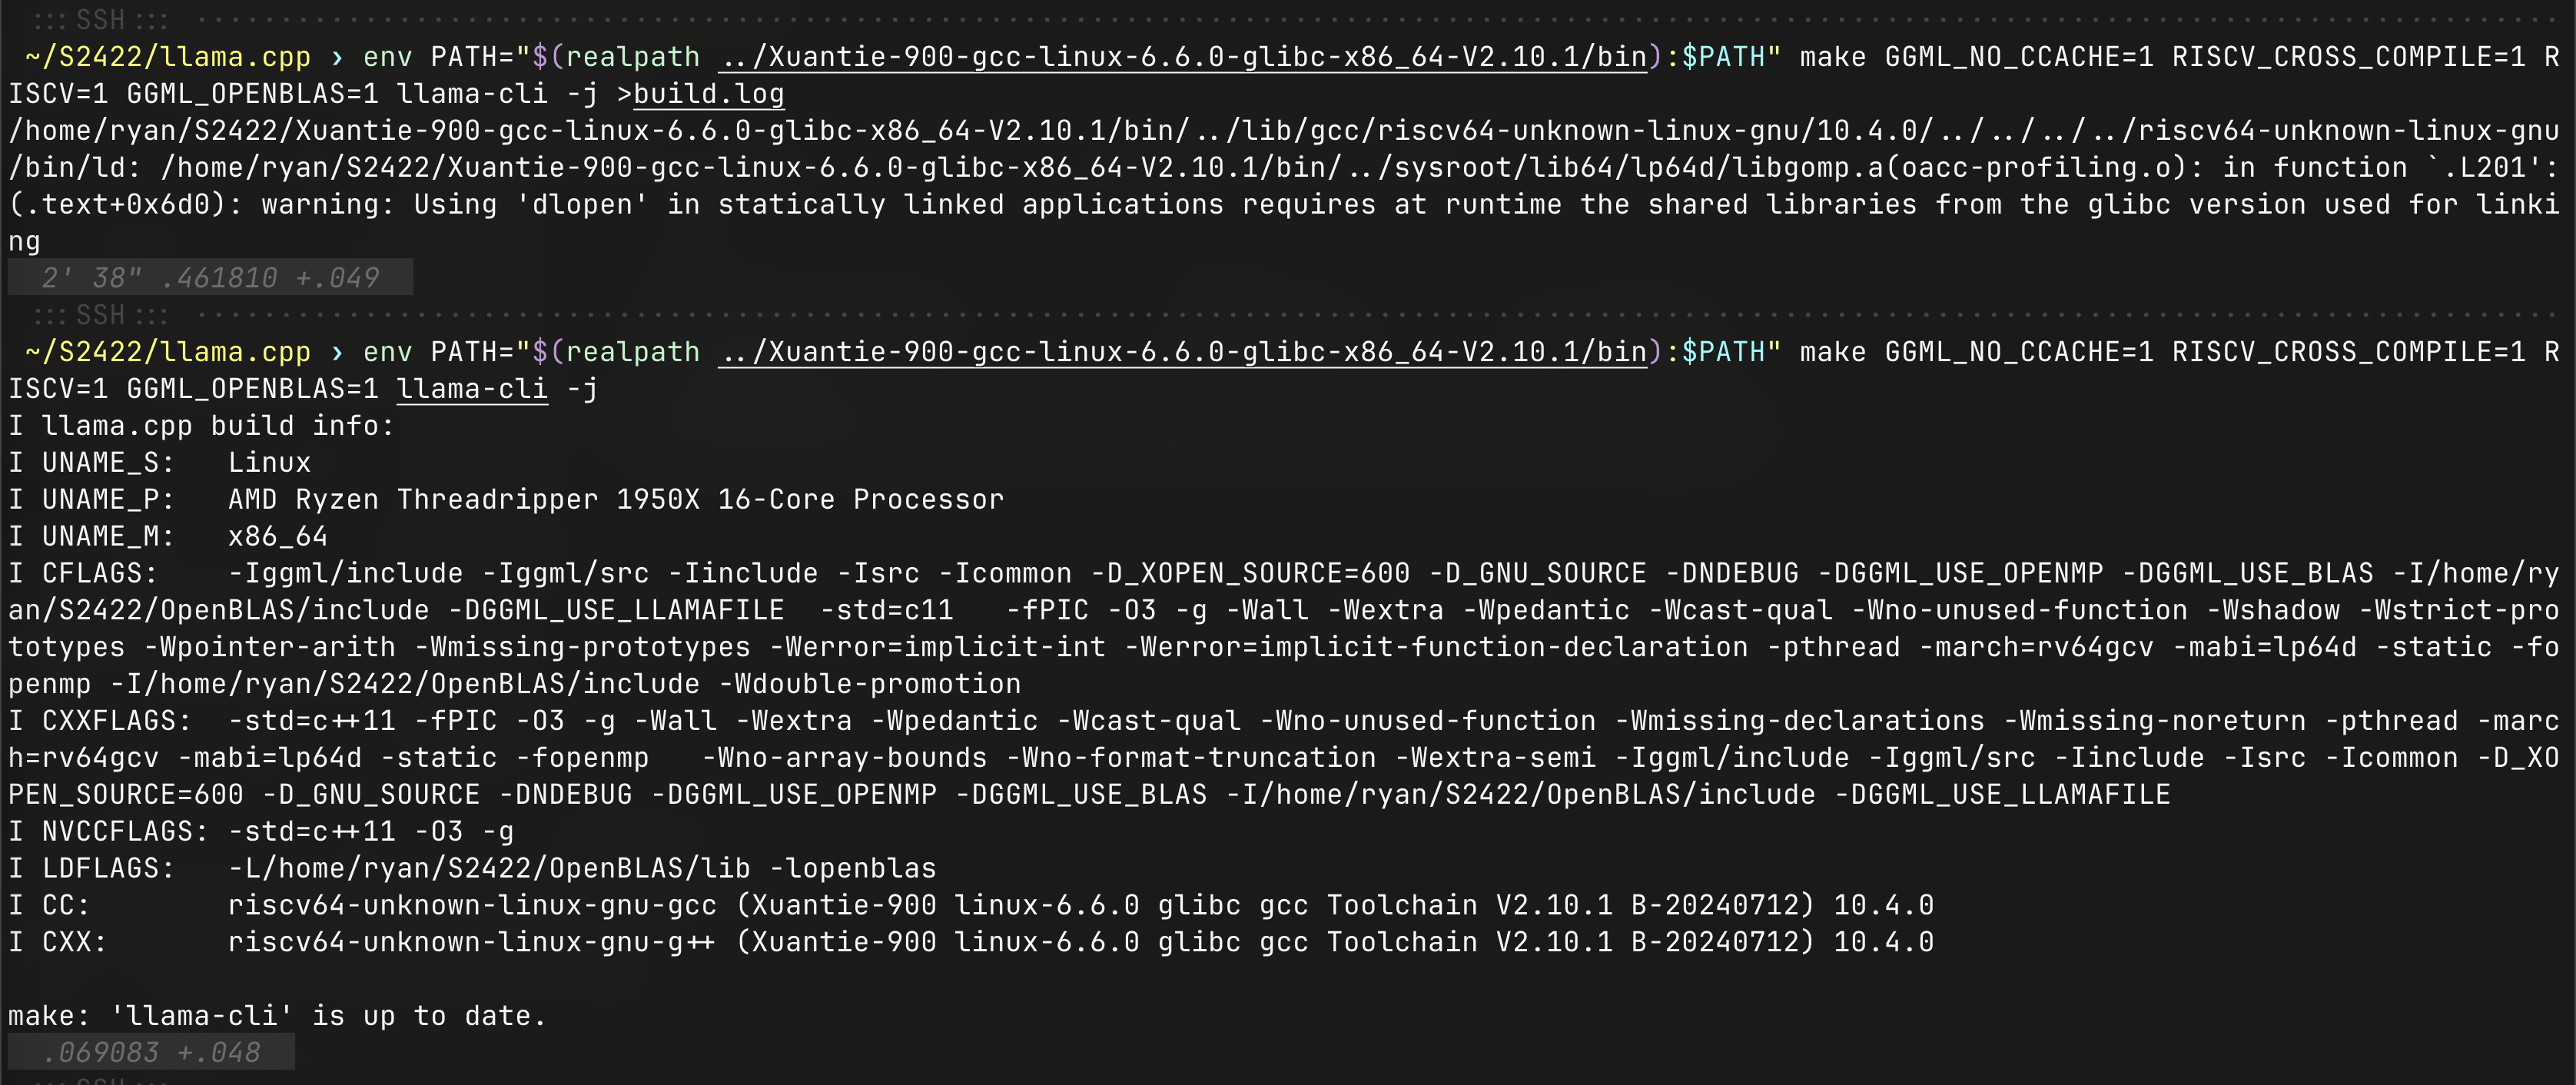 ::: SSH :::
~/S2422/llama.cpp › env PATH="$(realpath ../Xuantie-900-gcc-linux-6.6.0-glibc-x86_64-V2.10.1/bin):$PATH" make GGML_NO_CCACHE=1 RISCV_CROSS_COMPILE=1 R
ISCV=1 GGML_OPENBLAS=1 llama-cli -j >build.log
/home/ryan/S2422/Xuantie-900-gcc-linux-6.6.0-glibc-x86_64-V2.10.1/bin/../lib/gcc/riscv64-unknown-linux-gnu/10.4.0/../../../../riscv64-unknown-linux-gnu
/bin/ld: /home/ryan/S2422/Xuantie-900-gcc-linux-6.6.0-glibc-x86_64-V2.10.1/bin/../sysroot/lib64/lp64d/libgomp.a(oacc-profiling.o): in function `.L201':
(.text+0x6d0): warning: Using 'dlopen' in statically linked applications requires at runtime the shared libraries from the glibc version used for linki
ng
2' 38" .461810 +.049
::: SSH :::
~/S2422/llama.cpp › env PATH="$(realpath ../Xuantie-900-gcc-linux-6.6.0-glibc-x86_64-V2.10.1/bin):$PATH" make GGML_NO_CCACHE=1 RISCV_CROSS_COMPILE=1 R
ISCV=1 GGML_OPENBLAS=1 llama-cli -j
I llama.cpp build info:
I UNAME_S:   Linux
I UNAME_P:   AMD Ryzen Threadripper 1950X 16-Core Processor
I UNAME_M:   x86_64
I CFLAGS:    -Iggml/include -Iggml/src -Iinclude -Isrc -Icommon -D_XOPEN_SOURCE=600 -D_GNU_SOURCE -DNDEBUG -DGGML_USE_OPENMP -DGGML_USE_BLAS -I/home/ry
an/S2422/OpenBLAS/include -DGGML_USE_LLAMAFILE  -std=c11   -fPIC -O3 -g -Wall -Wextra -Wpedantic -Wcast-qual -Wno-unused-function -Wshadow -Wstrict-pro
totypes -Wpointer-arith -Wmissing-prototypes -Werror=implicit-int -Werror=implicit-function-declaration -pthread -march=rv64gcv -mabi=lp64d -static -fo
penmp -I/home/ryan/S2422/OpenBLAS/include -Wdouble-promotion
I CXXFLAGS:  -std=c++11 -fPIC -O3 -g -Wall -Wextra -Wpedantic -Wcast-qual -Wno-unused-function -Wmissing-declarations -Wmissing-noreturn -pthread -marc
h=rv64gcv -mabi=lp64d -static -fopenmp   -Wno-array-bounds -Wno-format-truncation -Wextra-semi -Iggml/include -Iggml/src -Iinclude -Isrc -Icommon -D_XO
PEN_SOURCE=600 -D_GNU_SOURCE -DNDEBUG -DGGML_USE_OPENMP -DGGML_USE_BLAS -I/home/ryan/S2422/OpenBLAS/include -DGGML_USE_LLAMAFILE
I NVCCFLAGS: -std=c++11 -O3 -g
I LDFLAGS:   -L/home/ryan/S2422/OpenBLAS/lib -lopenblas
I CC:        riscv64-unknown-linux-gnu-gcc (Xuantie-900 linux-6.6.0 glibc gcc Toolchain V2.10.1 B-20240712) 10.4.0
I CXX:       riscv64-unknown-linux-gnu-g++ (Xuantie-900 linux-6.6.0 glibc gcc Toolchain V2.10.1 B-20240712) 10.4.0
make: 'llama-cli' is up to date.
.069083 +.048
::: SSH :::